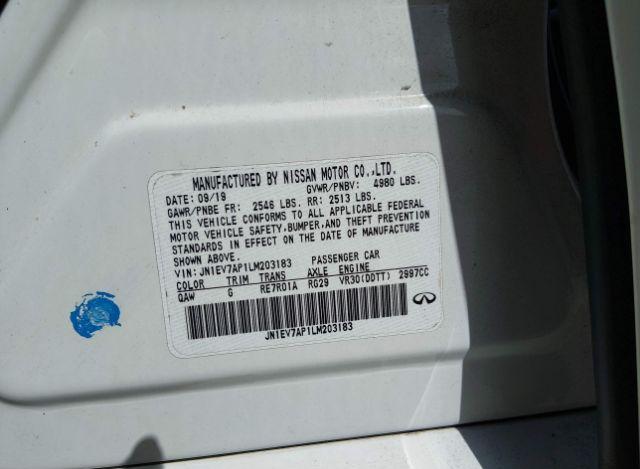 MANUFACTURED BY NISSAN MOTOR CO.,LTD.
DATE: 09/19 GVWR/PNBV: 4980 LBS.
GAWR/PNBE FR: 2546 LBS. RR: 2513 LBS.
THIS VEHICLE CONFORMS TO ALL APPLICABLE FEDERAL
MOTOR VEHICLE SAFETY,BUMPER,AND THEFT PREVENTION
STANDARDS IN EFFECT ON THE DATE OF MANUFACTURE
SHOWN ABOVE.
VIN: JN1EV7AP1LM203183 PASSENGER CAR
COLOR TRIM TRANS AXLE ENGINE
QAW G RE7R01A RG29 VR30(DDTT) 2997CC
JN1EV7AP1LM203183